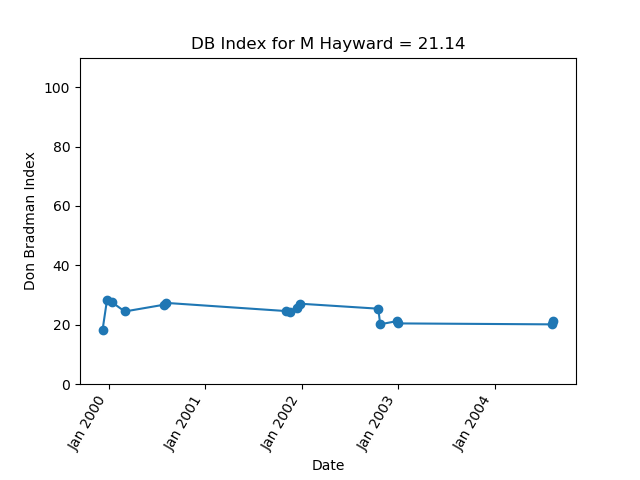 DB Index for M Hayward = 21.14
100
80
60
40
20
0
Don Bradman Index
Jan 2000
Jan 2001
Jan 2002
Jan 2003
Jan 2004
Date